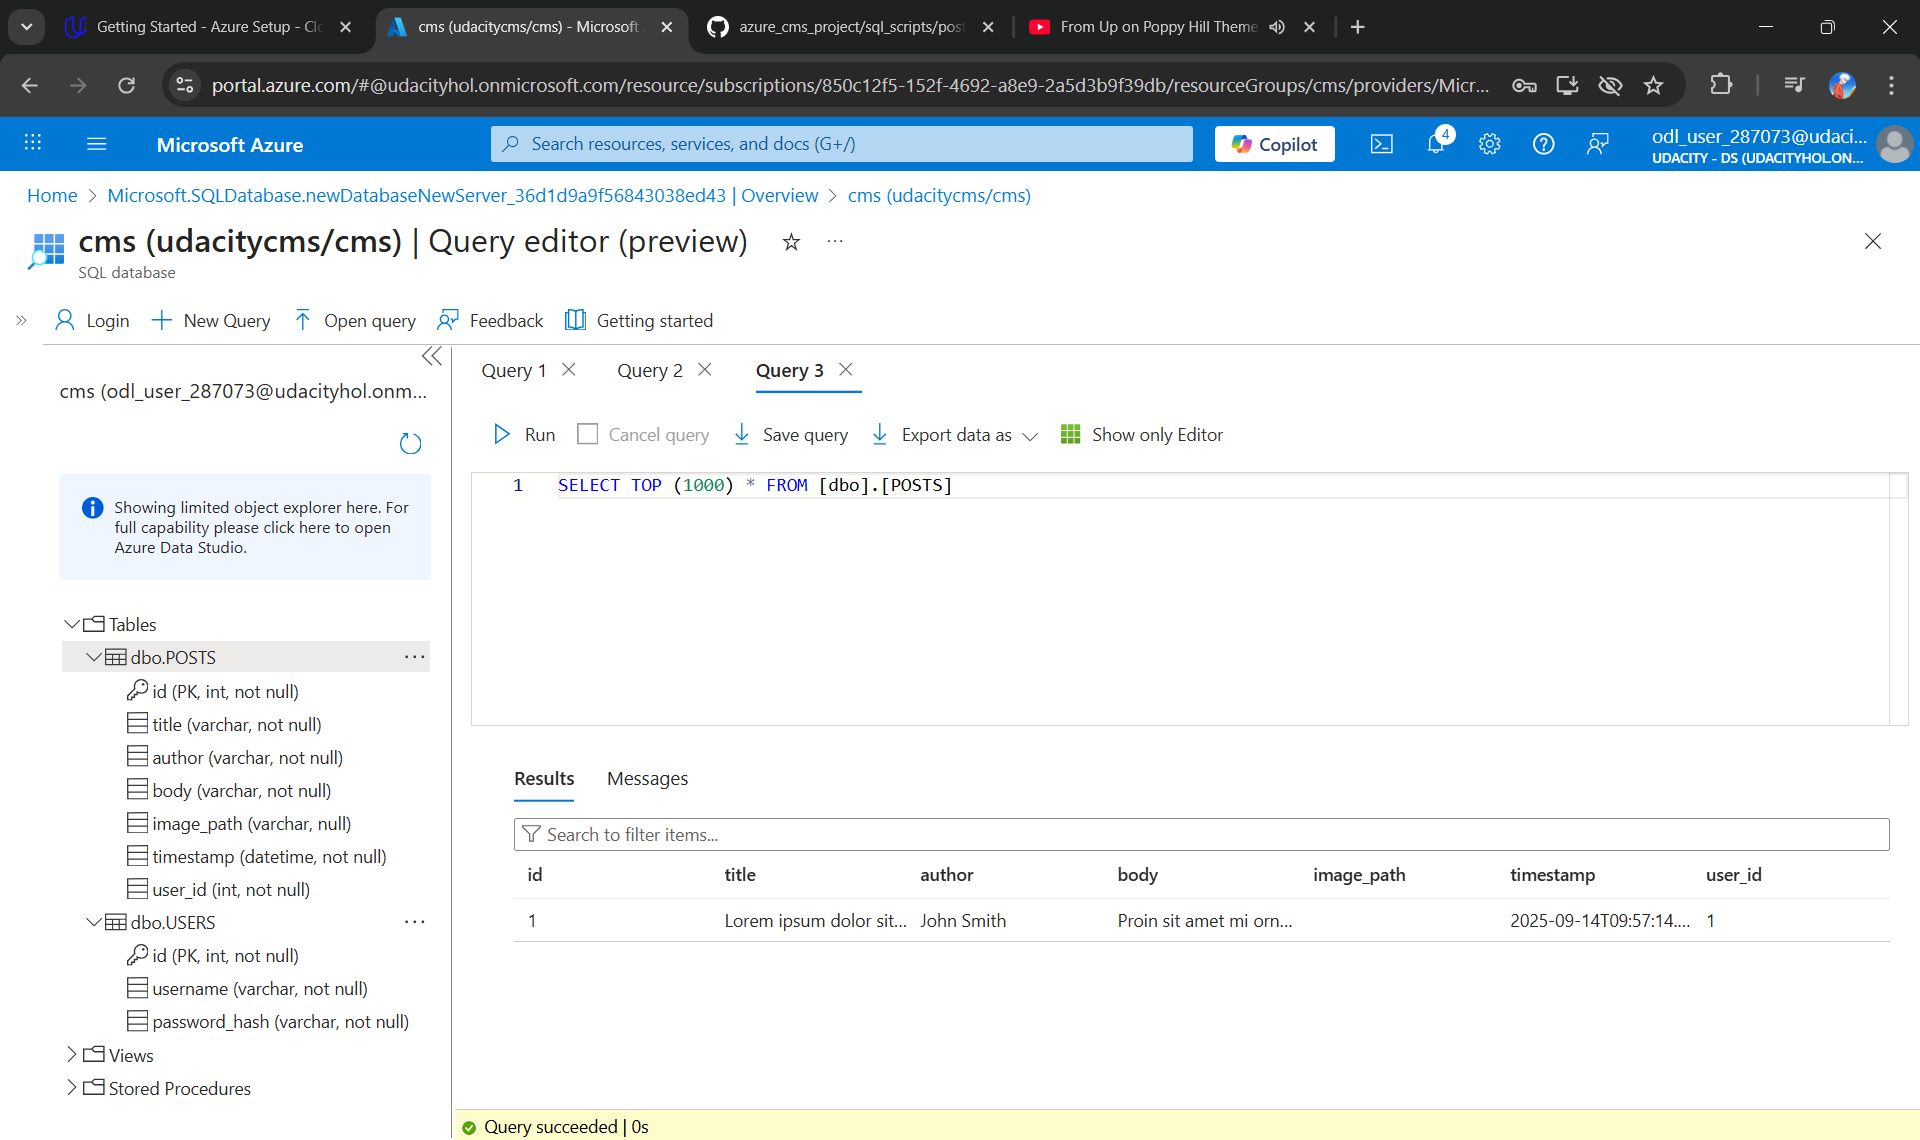 Getting Started - Azure Setup - Clo
cms (udacitycms/cms) - Microsoft
azure_cms_project/sql_scripts/post
From Up on Poppy Hill Theme
portal.azure.com/#@udacityhol.onmicrosoft.com/resource/subscriptions/850c12f5-152f-4692-a8e9-2a5d3b9f39db/resourceGroups/cms/providers/Micr...
Microsoft Azure
Search resources, services, and docs (G+/)
Copilot
4
odl_user_287073@udaci...
UDACITY - DS (UDACITYHOL.ON...
Home > Microsoft.SQLDatabase.newDatabaseNewServer_36d1d9a9f56843038ed43 | Overview > cms (udacitycms/cms)
cms (udacitycms/cms) | Query editor (preview)
SQL database
Login
New Query
Open query
Feedback
Getting started
cms (odl_user_287073@udacityhol.onm...
Showing limited object explorer here. For
full capability please click here to open
Azure Data Studio.
Tables
dbo.POSTS
id (PK, int, not null)
title (varchar, not null)
author (varchar, not null)
body (varchar, not null)
image_path (varchar, null)
timestamp (datetime, not null)
user_id (int, not null)
dbo.USERS
id (PK, int, not null)
username (varchar, not null)
password_hash (varchar, not null)
Views
Stored Procedures
Query 1
Query 2
Query 3
Run
Cancel query
Save query
Export data as
Show only Editor
1 SELECT TOP (1000) * FROM [dbo].[POSTS]
Results
Messages
Search to filter items...
id title author body image_path timestamp user_id
1 Lorem ipsum dolor sit... John Smith Proin sit amet mi orn... 2025-09-14T09:57:14.... 1
Query succeeded | 0s